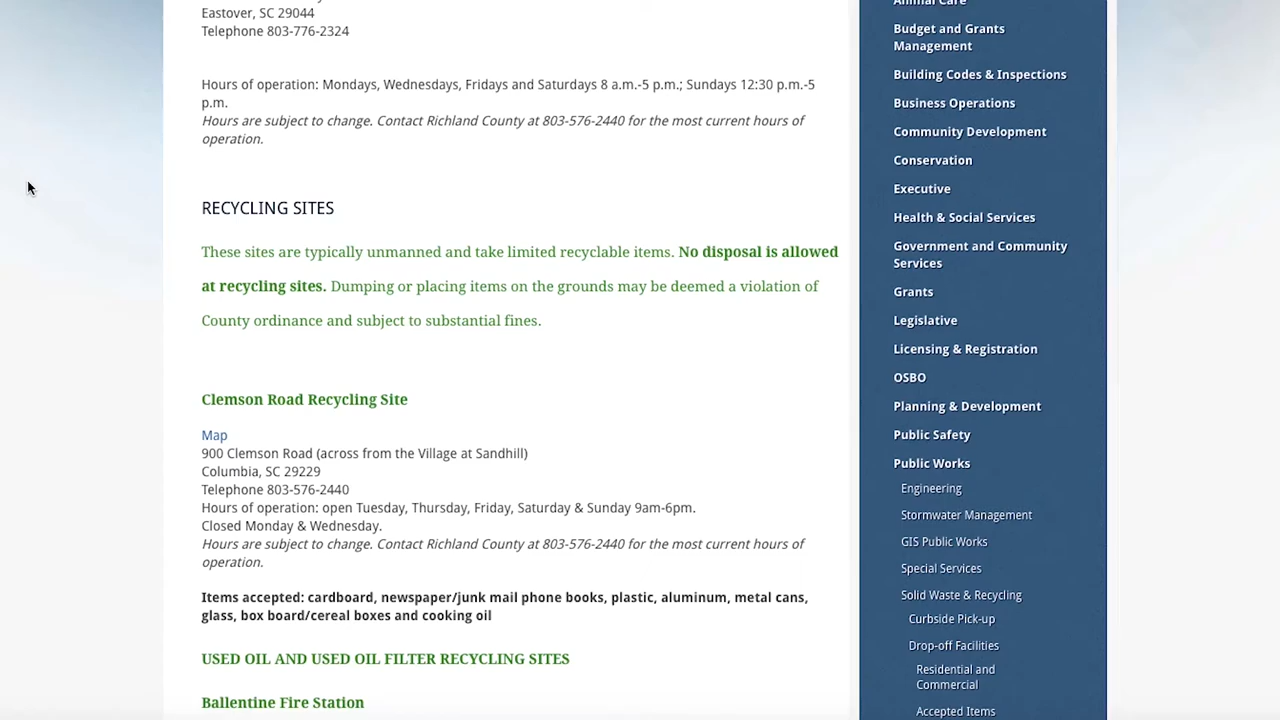 Eastover, SC 29044
Telephone 803-776-2324
Hours of operation: Mondays, Wednesdays, Fridays and Saturdays 8 a.m.-5 p.m.; Sundays 12:30 p.m.-5
p.m.
Hours are subject to change. Contact Richland County at 803-576-2440 for the most current hours of
operation.
RECYCLING SITES
These sites are typically unmanned and take limited recyclable items. No disposal is allowed
at recycling sites. Dumping or placing items on the grounds may be deemed a violation of
County ordinance and subject to substantial fines.
Clemson Road Recycling Site
Map
900 Clemson Road (across from the Village at Sandhill)
Columbia, SC 29229
Telephone 803-576-2440
Hours of operation: open Tuesday, Thursday, Friday, Saturday & Sunday 9am-6pm.
Closed Monday & Wednesday.
Hours are subject to change. Contact Richland County at 803-576-2440 for the most current hours of
operation.
Items accepted: cardboard, newspaper/junk mail phone books, plastic, aluminum, metal cans,
glass, box board/cereal boxes and cooking oil
USED OIL AND USED OIL FILTER RECYCLING SITES
Ballentine Fire Station
Animal Care
Budget and Grants
Management
Building Codes & Inspections
Business Operations
Community Development
Conservation
Executive
Health & Social Services
Government and Community
Services
Grants
Legislative
Licensing & Registration
OSBO
Planning & Development
Public Safety
Public Works
Engineering
Stormwater Management
GIS Public Works
Special Services
Solid Waste & Recycling
Curbside Pick-up
Drop-off Facilities
Residential and
Commercial
Accepted Items